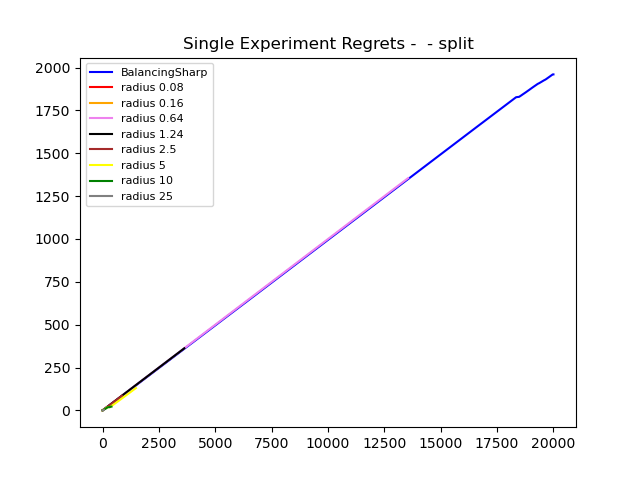 Single Experiment Regrets -  - split
2000
1750
1500
1250
1000
750
500
250
0
BalancingSharp
radius 0.08
radius 0.16
radius 0.64
radius 1.24
radius 2.5
radius 5
radius 10
radius 25
0 2500 5000 7500 10000 12500 15000 17500 20000